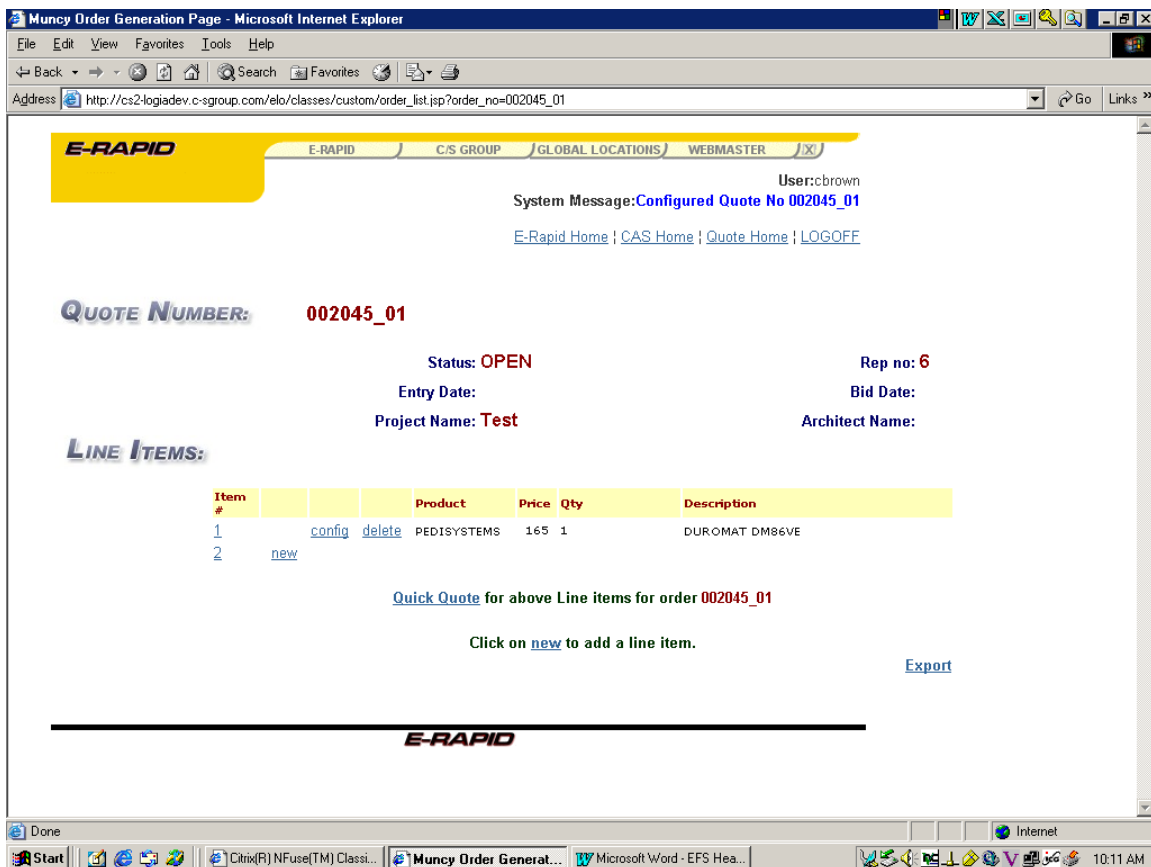 Muncy Order Generation Page - Microsoft Internet Explorer
File Edit View Favorites Tools Help
Back Search Favorites
Address http://cs2-logiadev.c-sgroup.com/elo/classes/custom/order_list.jsp?order_no=002045_01 Go Links »
E-RAPID E-RAPID C/S GROUP GLOBAL LOCATIONS WEBMASTER X
User:cbrown
System Message:Configured Quote No 002045_01
E-Rapid Home ¦ CAS Home ¦ Quote Home ¦ LOGOFF
QUOTE NUMBER: 002045_01
Status: OPEN Rep no: 6
Entry Date: Bid Date:
Project Name: Test Architect Name:
LINE ITEMS:
Item # Product Price Qty Description
1 config delete PEDISYSTEMS 165 1 DUROMAT DM86VE
2 new
Quick Quote for above Line items for order 002045_01
Click on new to add a line item.
Export
E-RAPID
Done Internet
Start Citrix(R) NFuse(TM) Classi... Muncy Order Generat... Microsoft Word - EFS Hea... 10:11 AM